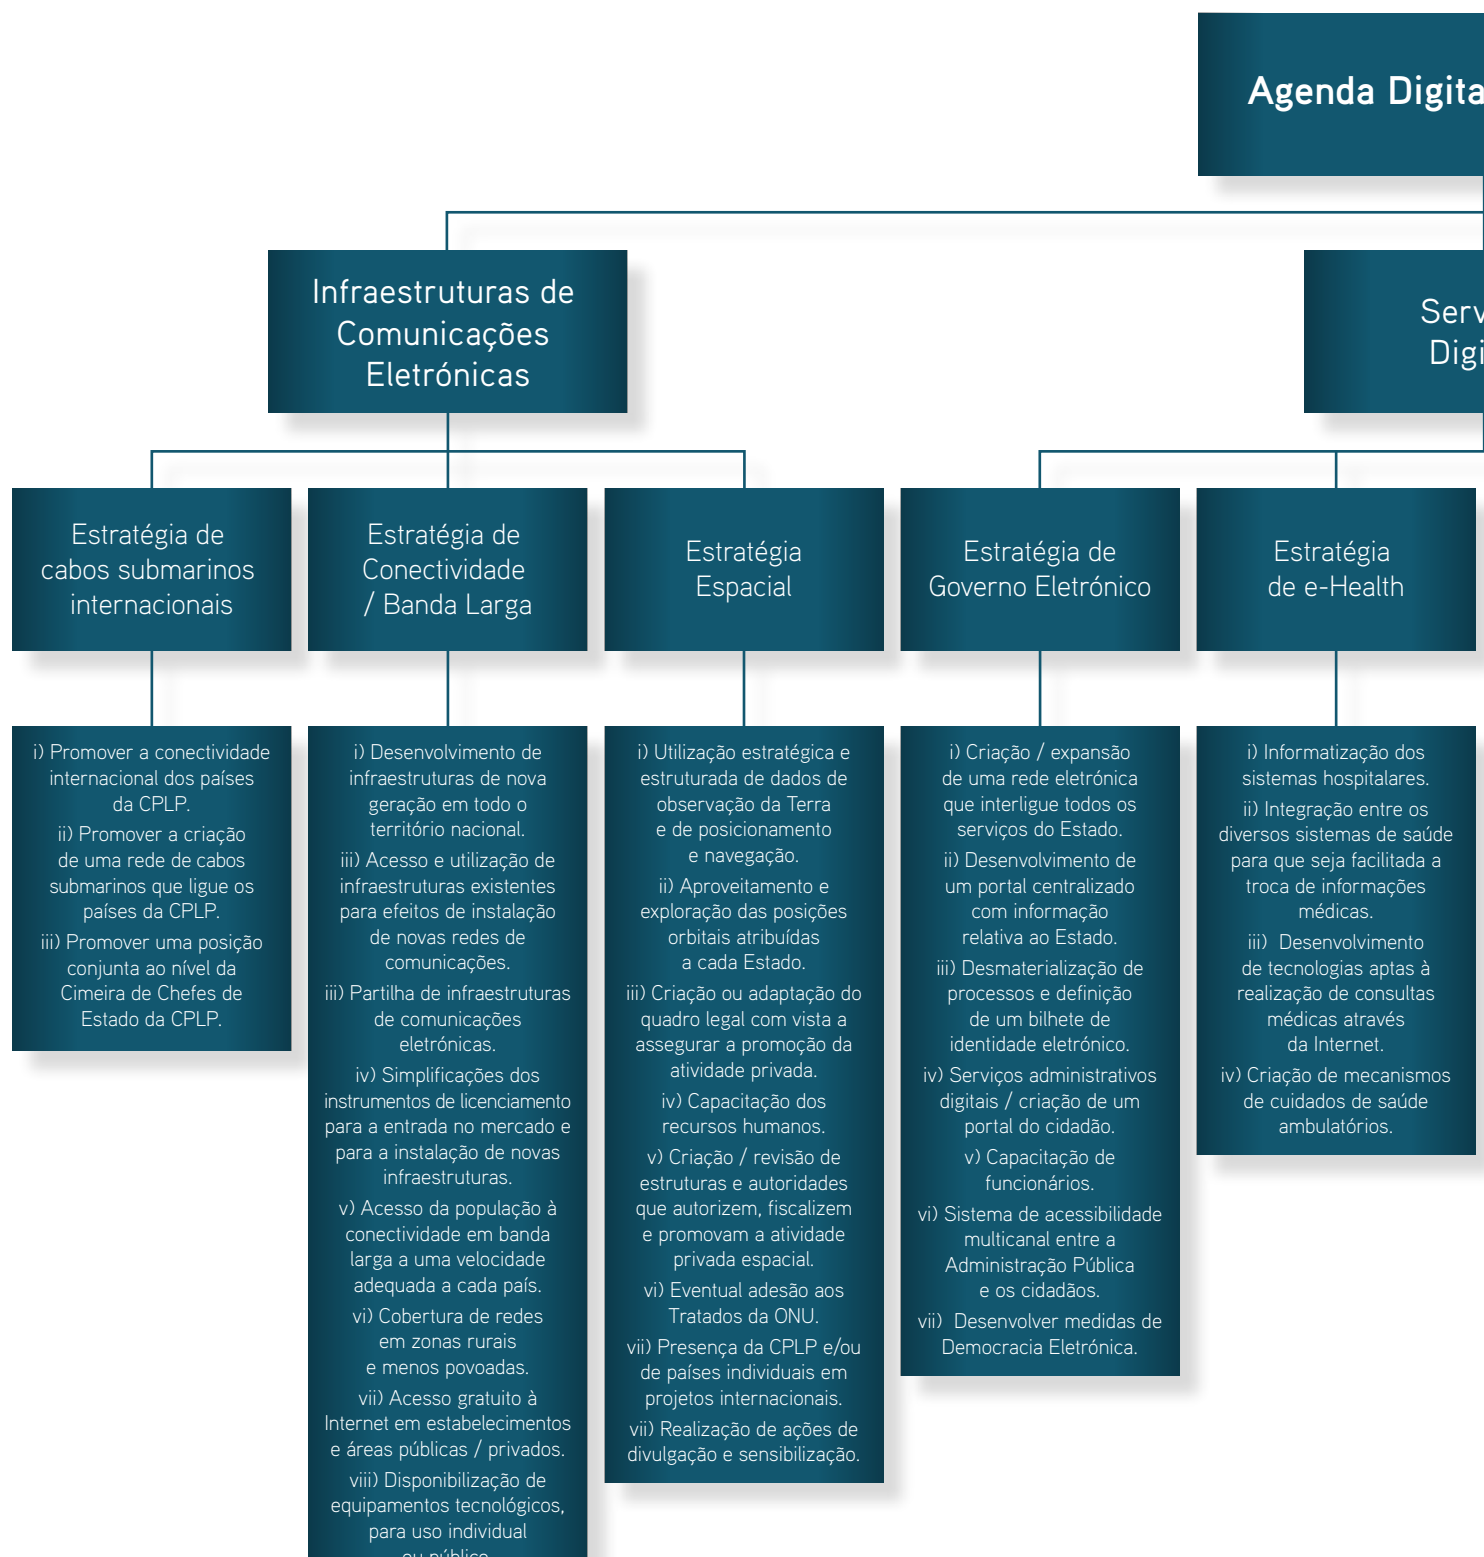 Agenda Digita
Infraestruturas de
Comunicações
Eletrónicas
Serv
Digi
Estratégia de
cabos submarinos
internacionais
Estratégia de
Conectividade
/ Banda Larga
Estratégia
Espacial
Estratégia de
Governo Eletrónico
Estratégia
de e-Health
i) Promover a conectividade
internacional dos países
da CPLP.
ii) Promover a criação
de uma rede de cabos
submarinos que ligue os
países da CPLP.
iii) Promover uma posição
conjunta ao nível da
Cimeira de Chefes de
Estado da CPLP.
i) Desenvolvimento de
infraestruturas de nova
geração em todo o
território nacional.
iii) Acesso e utilização de
infraestruturas existentes
para efeitos de instalação
de novas redes de
comunicações.
iii) Partilha de infraestruturas
de comunicações
eletrónicas.
iv) Simplificações dos
instrumentos de licenciamento
para a entrada no mercado e
para a instalação de novas
infraestruturas.
v) Acesso da população à
conectividade em banda
larga a uma velocidade
adequada a cada país.
vi) Cobertura de redes
em zonas rurais
e menos povoadas.
vii) Acesso gratuito à
Internet em estabelecimentos
e áreas públicas / privados.
viii) Disponibilização de
equipamentos tecnológicos,
para uso individual
ou público
i) Utilização estratégica e
estruturada de dados de
observação da Terra
e de posicionamento
e navegação.
ii) Aproveitamento e
exploração das posições
orbitais atribuídas
a cada Estado.
iii) Criação ou adaptação do
quadro legal com vista a
assegurar a promoção da
atividade privada.
iv) Capacitação dos
recursos humanos.
v) Criação / revisão de
estruturas e autoridades
que autorizem, fiscalizem
e promovam a atividade
privada espacial.
vi) Eventual adesão aos
Tratados da ONU.
vii) Presença da CPLP e/ou
de países individuais em
projetos internacionais.
vii) Realização de ações de
divulgação e sensibilização.
i) Criação / expansão
de uma rede eletrónica
que interligue todos os
serviços do Estado.
ii) Desenvolvimento de
um portal centralizado
com informação
relativa ao Estado.
iii) Desmaterialização de
processos e definição
de um bilhete de
identidade eletrónico.
iv) Serviços administrativos
digitais / criação de um
portal do cidadão.
v) Capacitação de
funcionários.
vi) Sistema de acessibilidade
multicanal entre a
Administração Pública
e os cidadãos.
vii) Desenvolver medidas de
Democracia Eletrónica.
i) Informatização dos
sistemas hospitalares.
ii) Integração entre os
diversos sistemas de saúde
para que seja facilitada a
troca de informações
médicas.
iii) Desenvolvimento
de tecnologias aptas à
realização de consultas
médicas através
da Internet.
iv) Criação de mecanismos
de cuidados de saúde
ambulatórios.